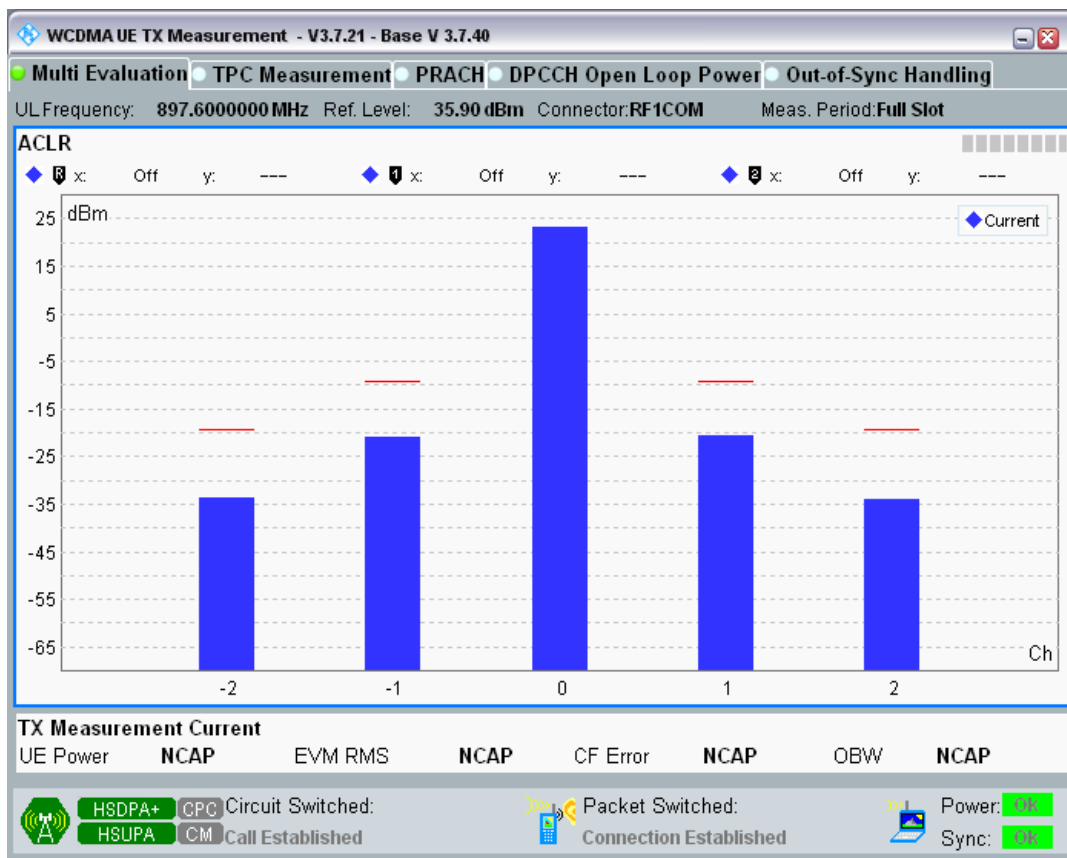 WCDMA UE TX Measurement - V3.7.21 - Base V 3.7.40
Multi Evaluation TPC Measurement PRACH DPCCH Open Loop Power Out-of-Sync Handling
UL Frequency: 897.6000000 MHz Ref. Level: 35.90 dBm Connector:RF1COM Meas. Period:Full Slot
ACLR
R x: Off y: --- 1 x: Off y: --- 2 x: Off y: ---
dBm
Current
25
15
5
-5
-15
-25
-35
-45
-55
-65
Ch
-2 -1 0 1 2
TX Measurement Current
UE Power NCAP EVM RMS NCAP CF Error NCAP OBW NCAP
HSDPA+ CPC Circuit Switched: Packet Switched: Power: OK
HSUPA CM Call Established Connection Established Sync: OK